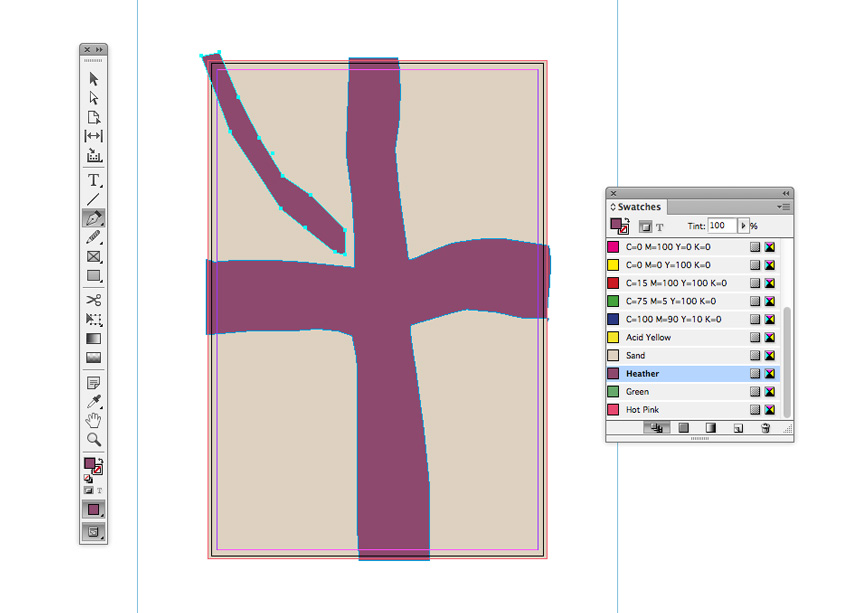 Swatches
Tint: 100 %
C=0 M=100 Y=0 K=0
C=0 M=0 Y=100 K=0
C=15 M=100 Y=100 K=0
C=75 M=5 Y=100 K=0
C=100 M=90 Y=10 K=0
Acid Yellow
Sand
Heather
Green
Hot Pink